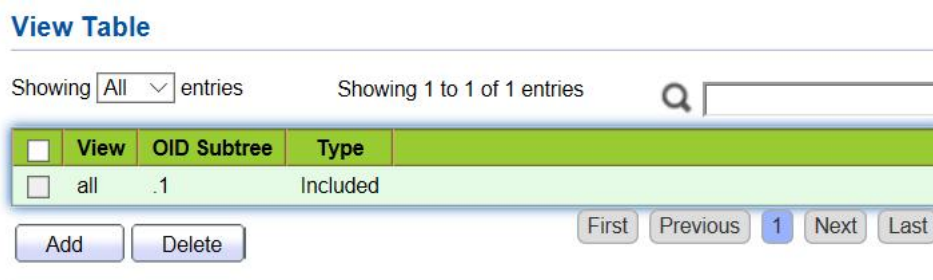 View Table
Showing All entries Showing 1 to 1 of 1 entries
View OID Subtree Type
all .1 Included
First Previous 1 Next Last
Add Delete